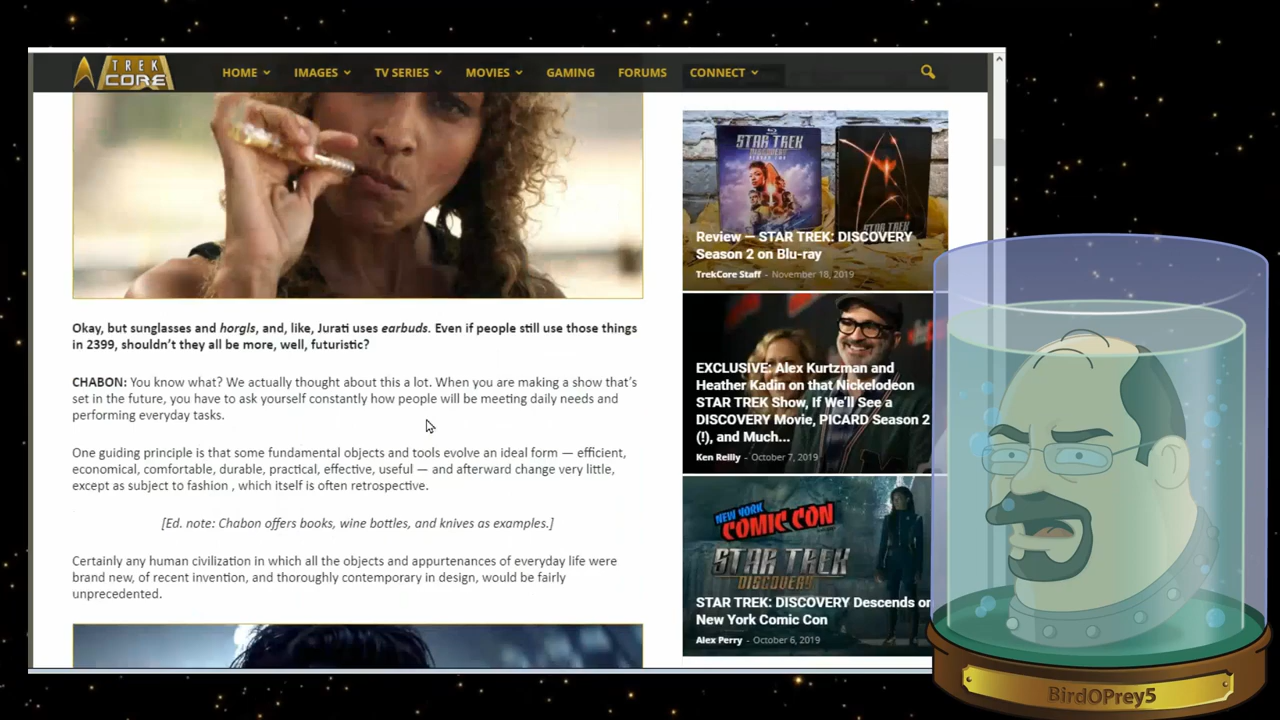 TREK
CORE
HOME
IMAGES
TV SERIES
MOVIES
GAMING
FORUMS
CONNECT
Okay, but sunglasses and horgls, and, like, Jurati uses earbuds. Even if people still use those things
in 2399, shouldn't they all be more, well, futuristic?
CHABON: You know what? We actually thought about this a lot. When you are making a show that's
set in the future, you have to ask yourself constantly how people will be meeting daily needs and
performing everyday tasks.
One guiding principle is that some fundamental objects and tools evolve an ideal form — efficient,
economical, comfortable, durable, practical, effective, useful — and afterward change very little,
except as subject to fashion , which itself is often retrospective.
[Ed. note: Chabon offers books, wine bottles, and knives as examples.]
Certainly any human civilization in which all the objects and appurtenances of everyday life were
brand new, of recent invention, and thoroughly contemporary in design, would be fairly
unprecedented.
STAR TREK
DISCOVERY
STAR TREK
Review — STAR TREK: DISCOVERY
Season 2 on Blu-ray
TrekCore Staff - November 18, 2019
EXCLUSIVE: Alex Kurtzman and
Heather Kadin on that Nickelodeon
STAR TREK Show, If We'll See a
DISCOVERY Movie, PICARD Season 2
(!), and Much...
Ken Reilly - October 7, 2019
NEW YORK
COMIC CON
STAR TREK
DISCOVERY
STAR TREK: DISCOVERY Descends on
New York Comic Con
Alex Perry - October 6, 2019
BirdOPrey5